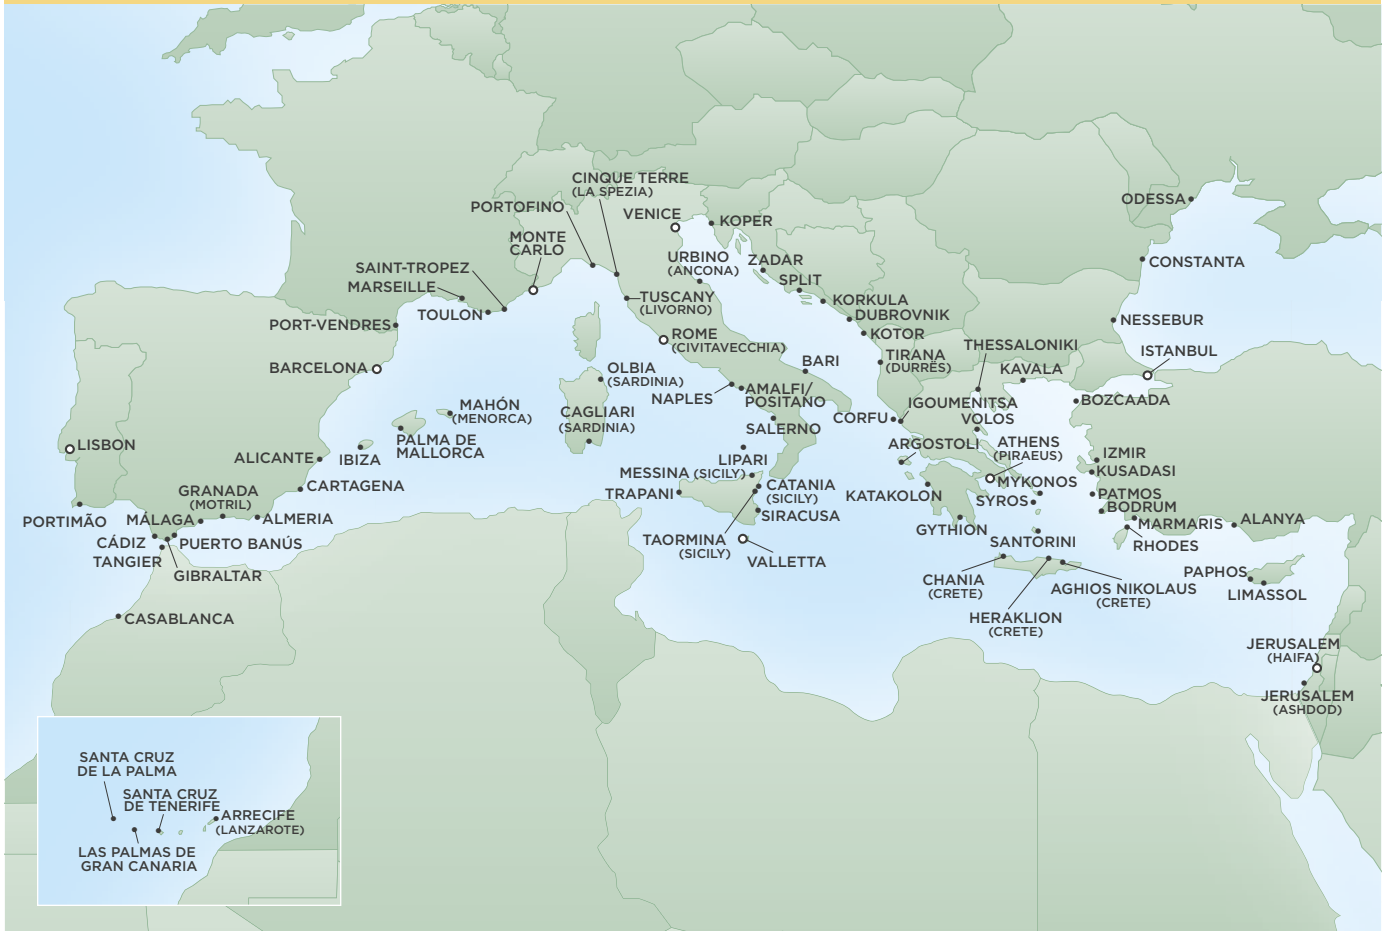 CINQUE TERRE
(LA SPEZIA)
PORTOFINO
VENICE
KOPER
ODESSA
MONTE
CARLO
URBINO
(ANCONA)
ZADAR
CONSTANTA
SAINT-TROPEZ
MARSEILLE
TOULON
TUSCANY
(LIVORNO)
SPLIT
KORKULA
DUBROVNIK
KOTOR
NESSEBUR
PORT-VENDRES
ROME
(CIVITAVECCHIA)
TIRANA
(DURRËS)
THESSALONIKI
KAVALA
ISTANBUL
BARCELONA
OLBIA
(SARDINIA)
BARI
NAPLES
AMALFI/
POSITANO
IGOUMENITSA
VOLOS
BOZCAADA
MAHÓN
(MENORCA)
CAGLIARI
(SARDINIA)
SALERNO
CORFU
LISBON
PALMA DE
MALLORCA
ALICANTE
IBIZA
LIPARI
ARGOSTOLI
ATHENS
(PIRAEUS)
IZMIR
KUSADASI
MESSINA (SICILY)
CARTAGENA
TRAPANI
CATANIA
(SICILY)
KATAKOLON
MYKONOS
SYROS
PATMOS
BODRUM
GRANADA
(MOTRIL)
PORTIMÃO
MÁLAGA
ALMERIA
SIRACUSA
GYTHION
MARMARIS
ALANYA
CÁDIZ
PUERTO BANÚS
TAORMINA
(SICILY)
SANTORINI
RHODES
TANGIER
GIBRALTAR
VALLETTA
CHANIA
(CRETE)
AGHIOS NIKOLAUS
(CRETE)
PAPHOS
LIMASSOL
CASABLANCA
HERAKLION
(CRETE)
JERUSALEM
(HAIFA)
JERUSALEM
(ASHDOD)
SANTA CRUZ
DE LA PALMA
SANTA CRUZ
DE TENERIFE
ARRECIFE
(LANZAROTE)
LAS PALMAS DE
GRAN CANARIA